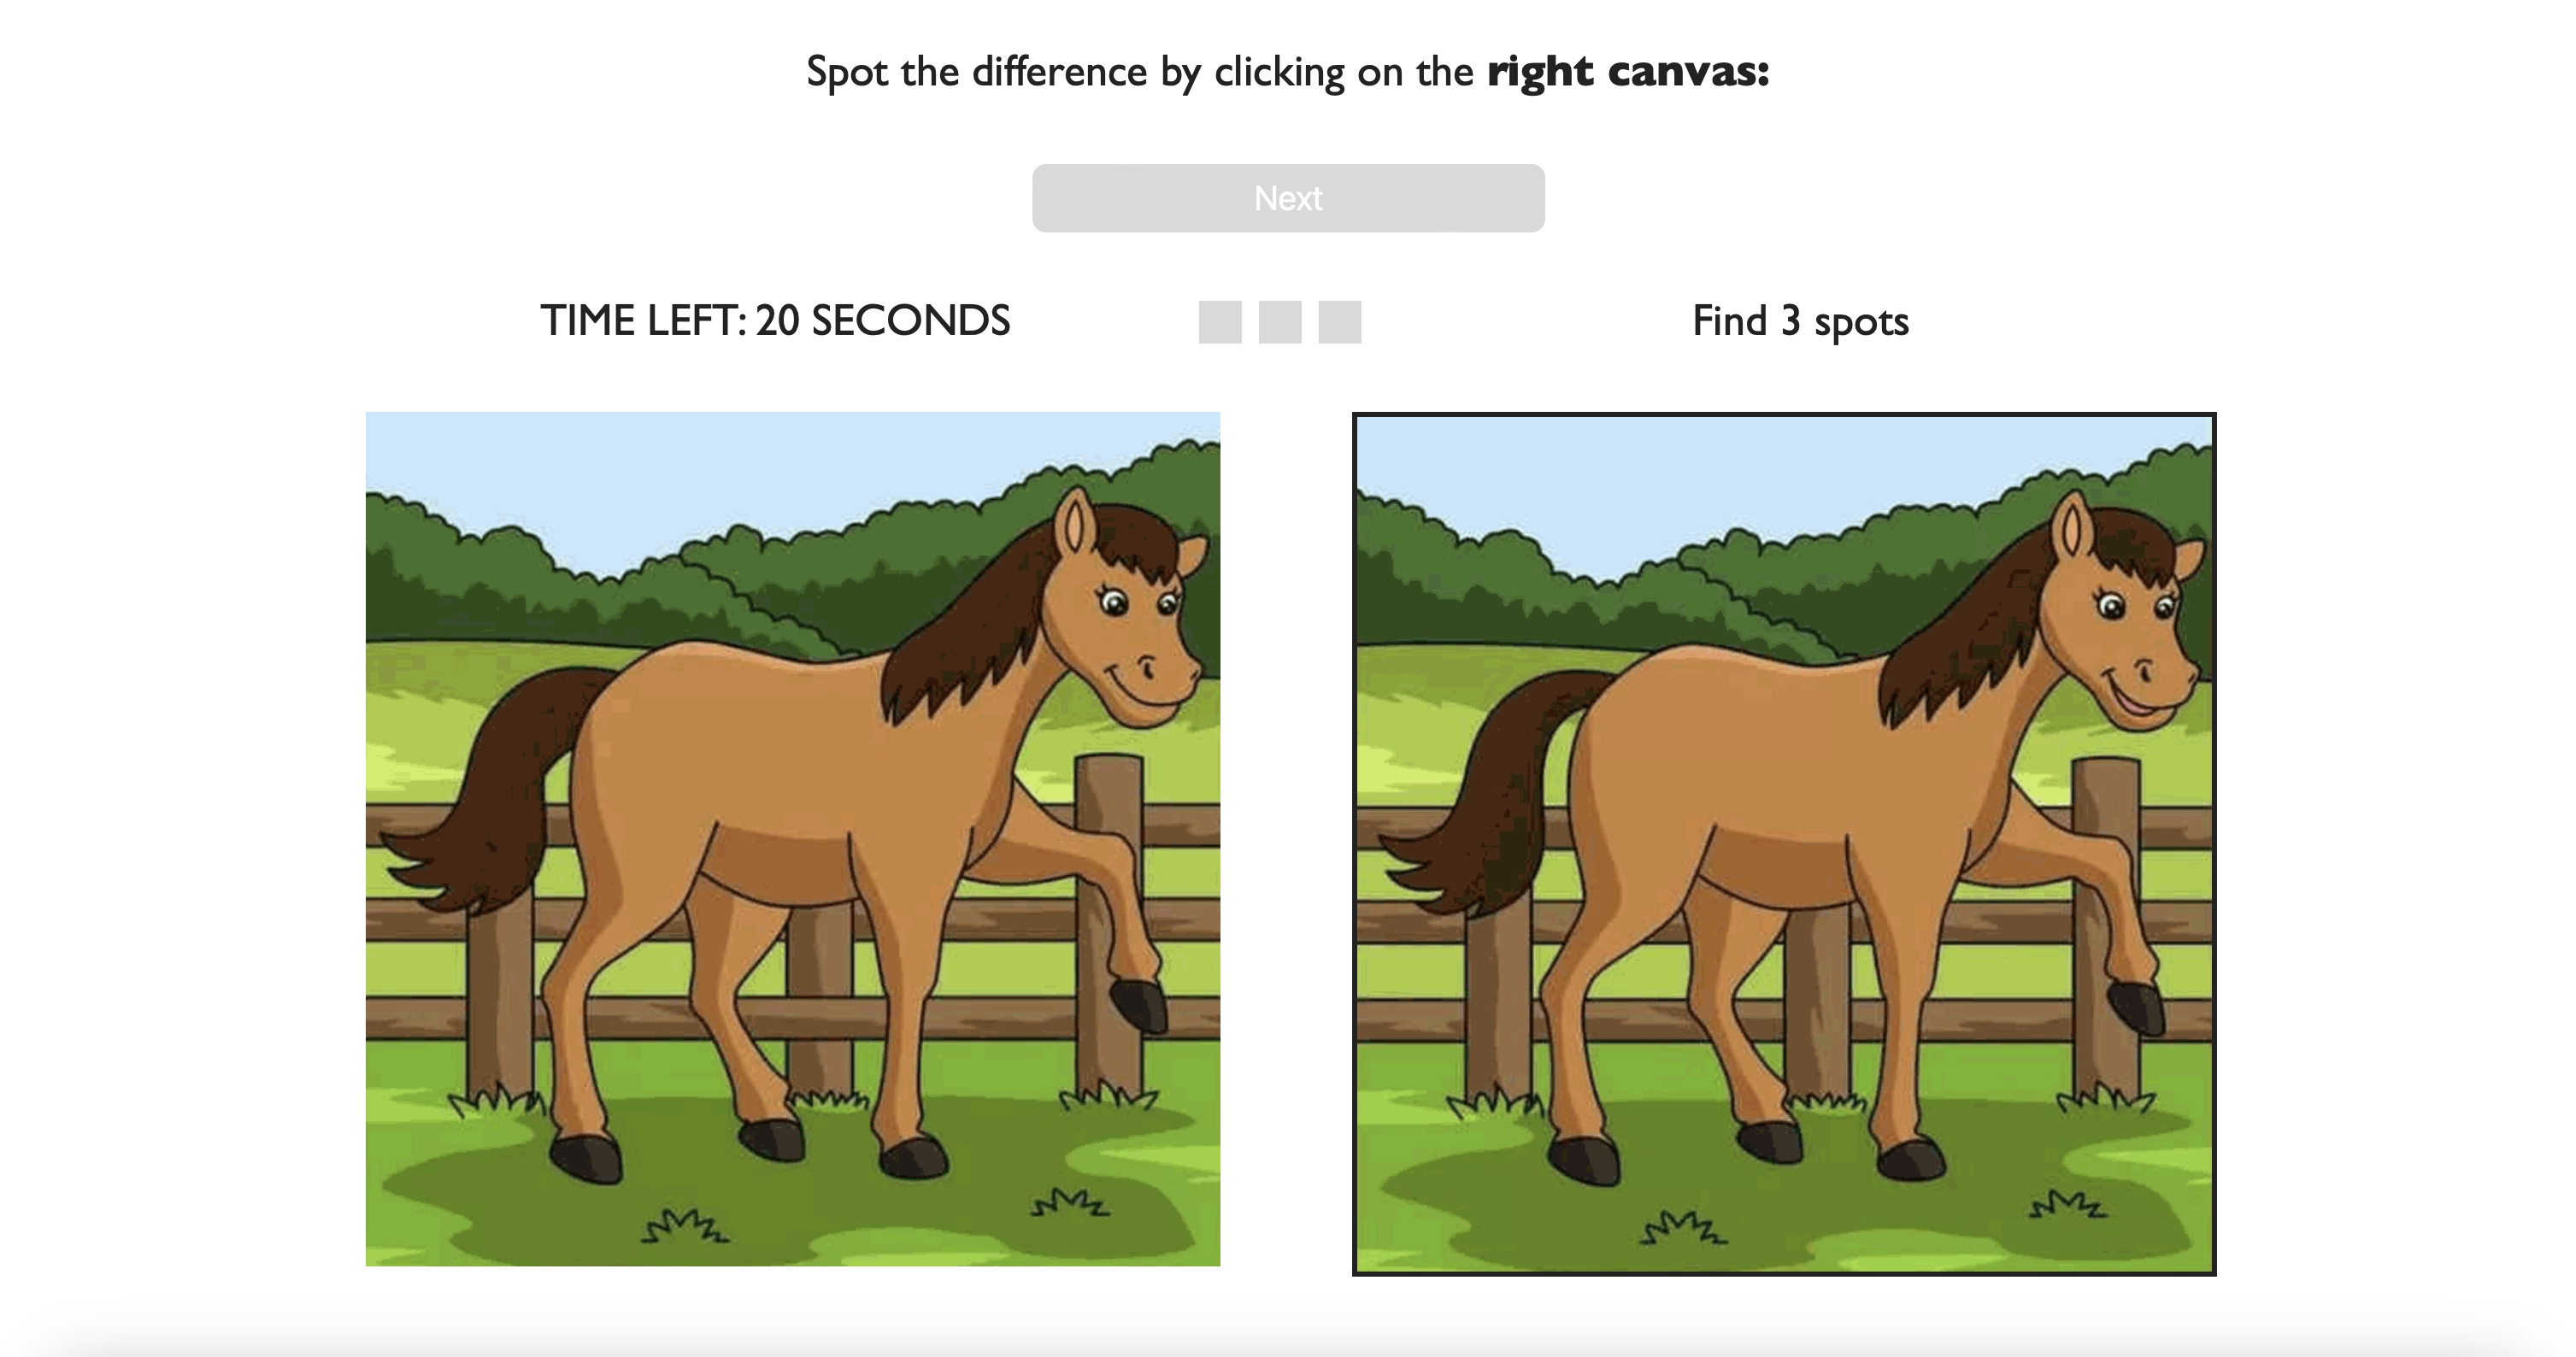 Spot the difference by clicking on the right canvas:
Next
TIME LEFT: 20 SECONDS
Find 3 spots